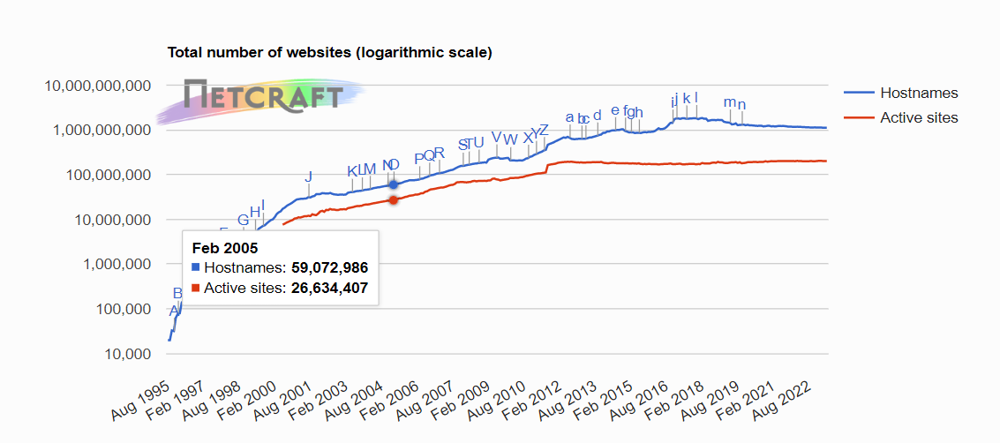 Total number of websites (logarithmic scale)
NETCRAFT
10,000,000,000
1,000,000,000
100,000,000
10,000,000
1,000,000
100,000
10,000
Hostnames
Active sites
A
B
F
G
H
I
J
K
L
M
N
O
P
Q
R
S
T
U
V
W
X
Y
Z
a
b
c
d
e
f
g
h
i
j
k
l
m
n
Feb 2005
Hostnames: 59,072,986
Active sites: 26,634,407
Aug 1995
Feb 1997
Aug 1998
Feb 2000
Aug 2001
Feb 2003
Aug 2004
Feb 2006
Aug 2007
Feb 2009
Aug 2010
Feb 2012
Aug 2013
Feb 2015
Aug 2016
Feb 2018
Aug 2019
Feb 2021
Aug 2022